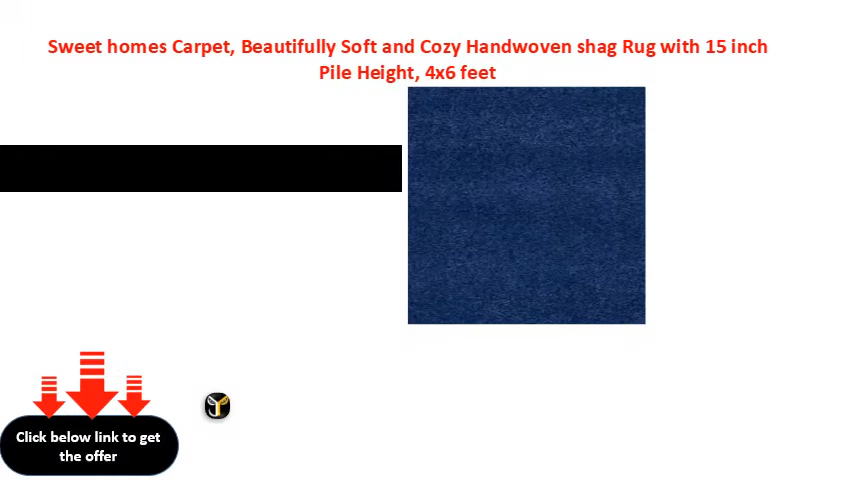 Sweet homes Carpet, Beautifully Soft and Cozy Handwoven shag Rug with 15 inch
Pile Height, 4x6 feet
Click below link to get
the offer